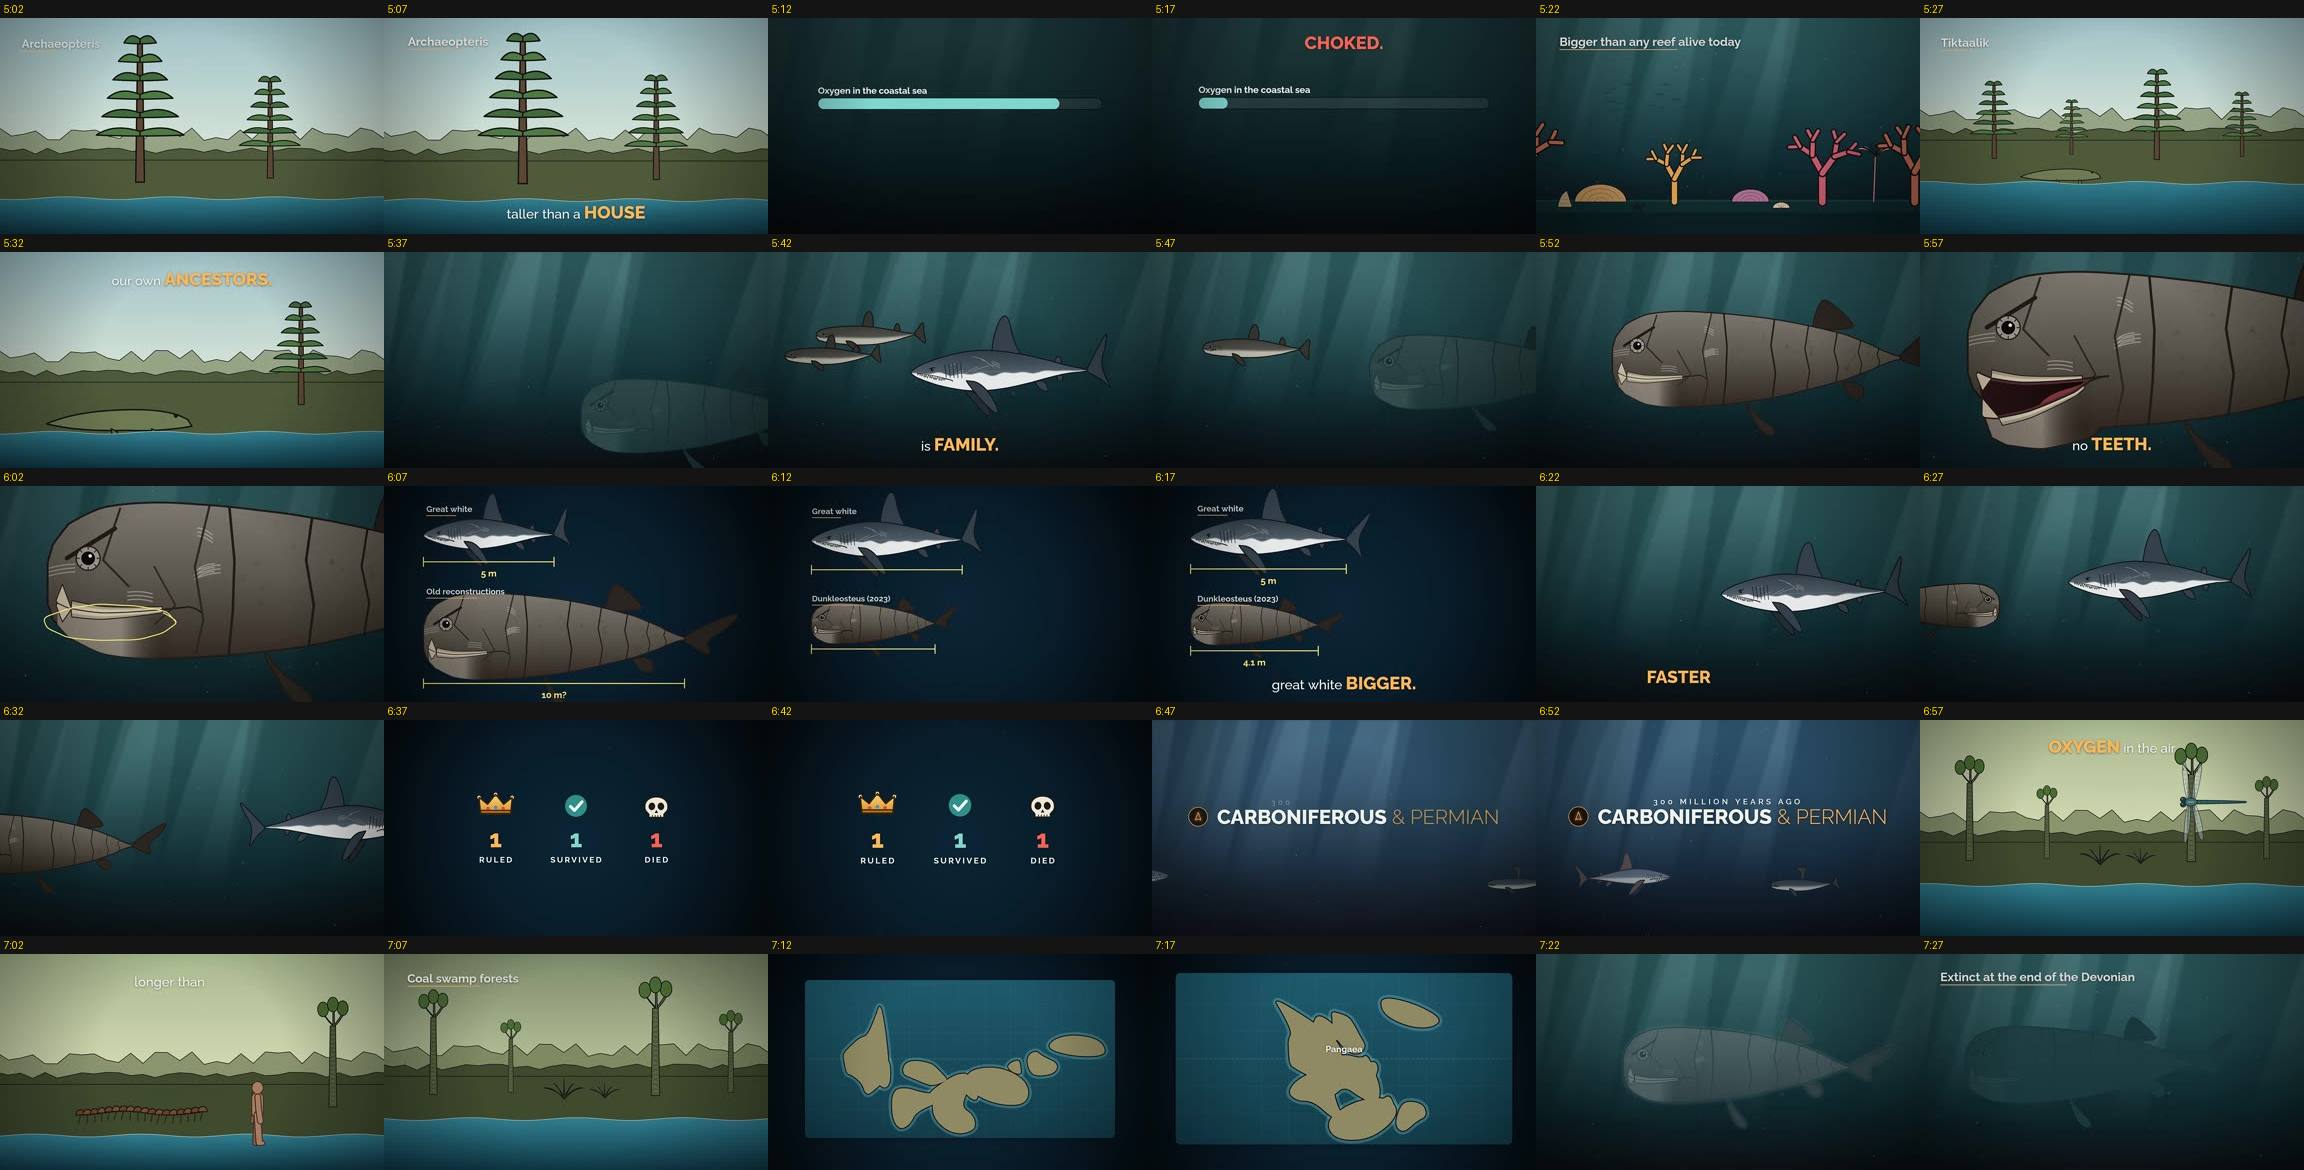 5:02
Archaeopteris
5:07
Archaeopteris
taller than a HOUSE
5:12
Oxygen in the coastal sea
5:17
CHOKED.
Oxygen in the coastal sea
5:22
Bigger than any reef alive today
5:27
Tiktaalik
5:32
our own ANCESTORS.
5:37
5:42
is FAMILY.
5:47
5:52
5:57
no TEETH.
6:02
6:07
Great white
5 m
Old reconstructions
10 m?
6:12
Great white
Dunkleosteus (2023)
6:17
Great white
5 m
Dunkleosteus (2023)
4.1 m
great white BIGGER.
6:22
FASTER
6:27
6:32
6:37
1 1 1
RULED SURVIVED DIED
6:42
1 1 1
RULED SURVIVED DIED
6:47
300
CARBONIFEROUS & PERMIAN
6:52
300 MILLION YEARS AGO
CARBONIFEROUS & PERMIAN
6:57
OXYGEN in the air
7:02
longer than
7:07
Coal swamp forests
7:12
7:17
Pangaea
7:22
7:27
Extinct at the end of the Devonian